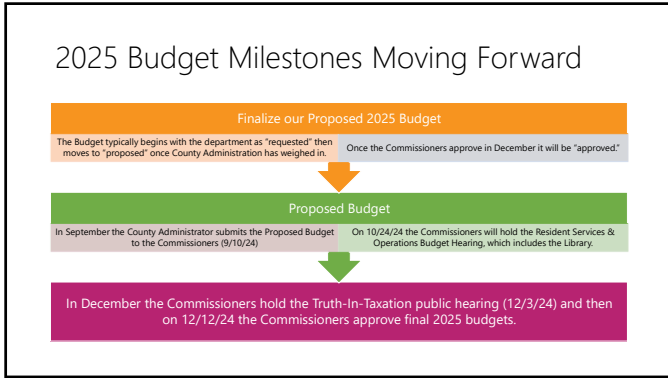 2025 Budget Milestones Moving Forward
Finalize our Proposed 2025 Budget
The Budget typically begins with the department as “requested” then
moves to “proposed” once County Administration has weighed in.
Once the Commissioners approve in December it will be “approved.”
Proposed Budget
In September the County Administrator submits the Proposed Budget
to the Commissioners (9/10/24)
On 10/24/24 the Commissioners will hold the Resident Services &
Operations Budget Hearing, which includes the Library.
In December the Commissioners hold the Truth-In-Taxation public hearing (12/3/24) and then
on 12/12/24 the Commissioners approve final 2025 budgets.